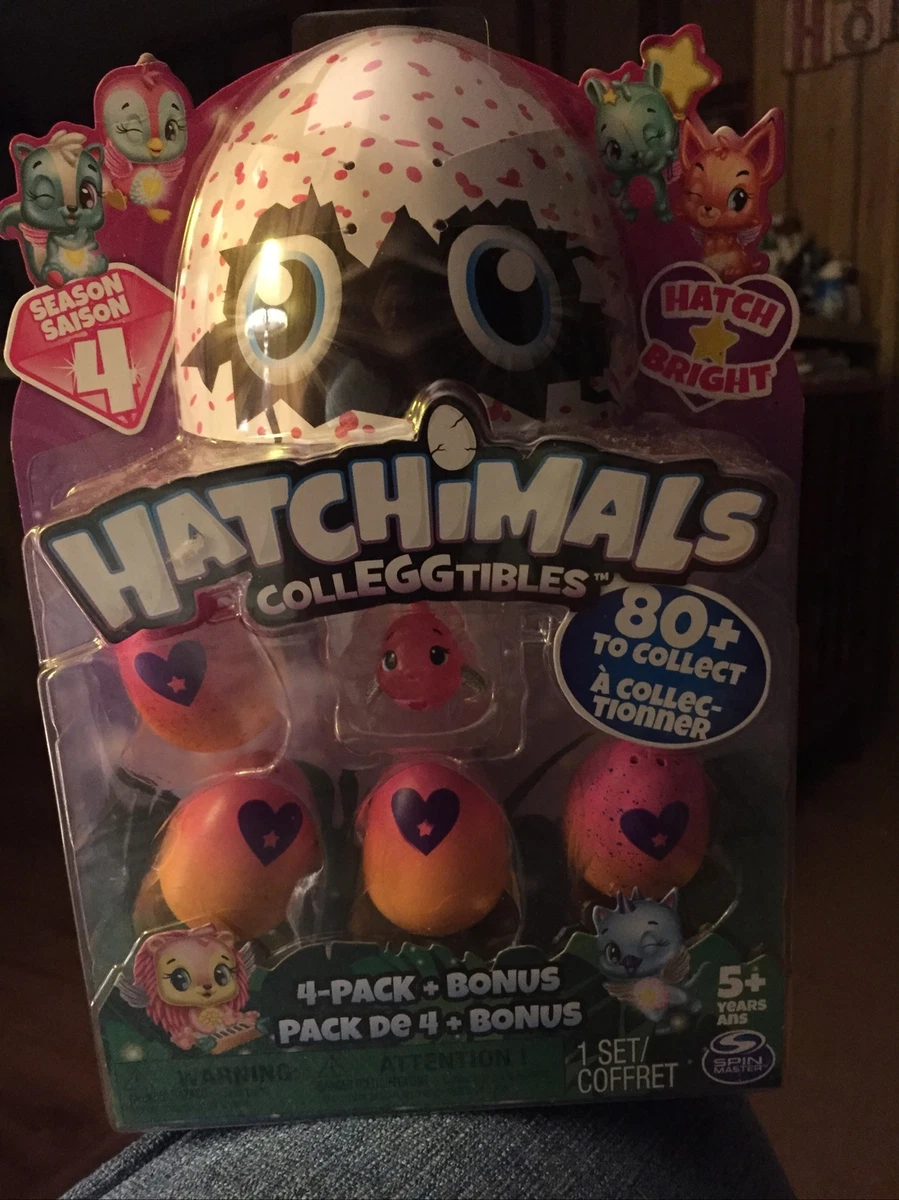 SEASON
SAISON
4
HATCH
BRIGHT
HATCHiMALS
COLLEGGTIBLES™
80+
TO COLLECT
À COLLEC-
TIONNER
4-PACK + BONUS
PACK DE 4 + BONUS
5+
YEARS
ANS
WARNING
ATTENTION !
1 SET/
COFFRET
SPIN
MASTER